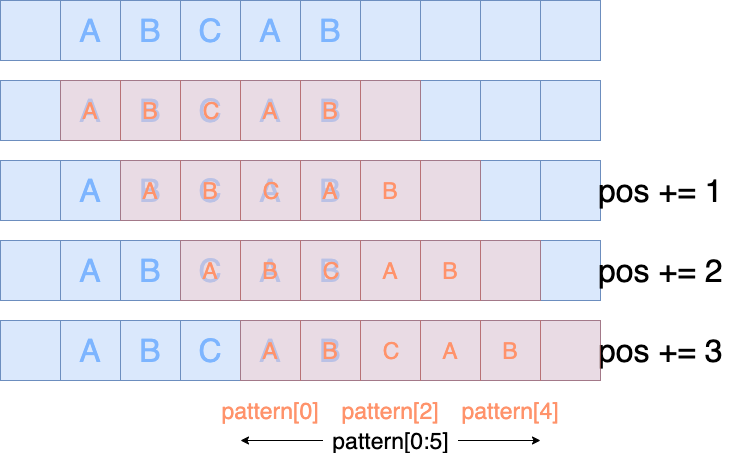 A B C A B
A B C A B
A A B C A B pos += 1
A B A B C A B pos += 2
A B C A B C A B pos += 3
pattern[0] pattern[2] pattern[4]
pattern[0:5]